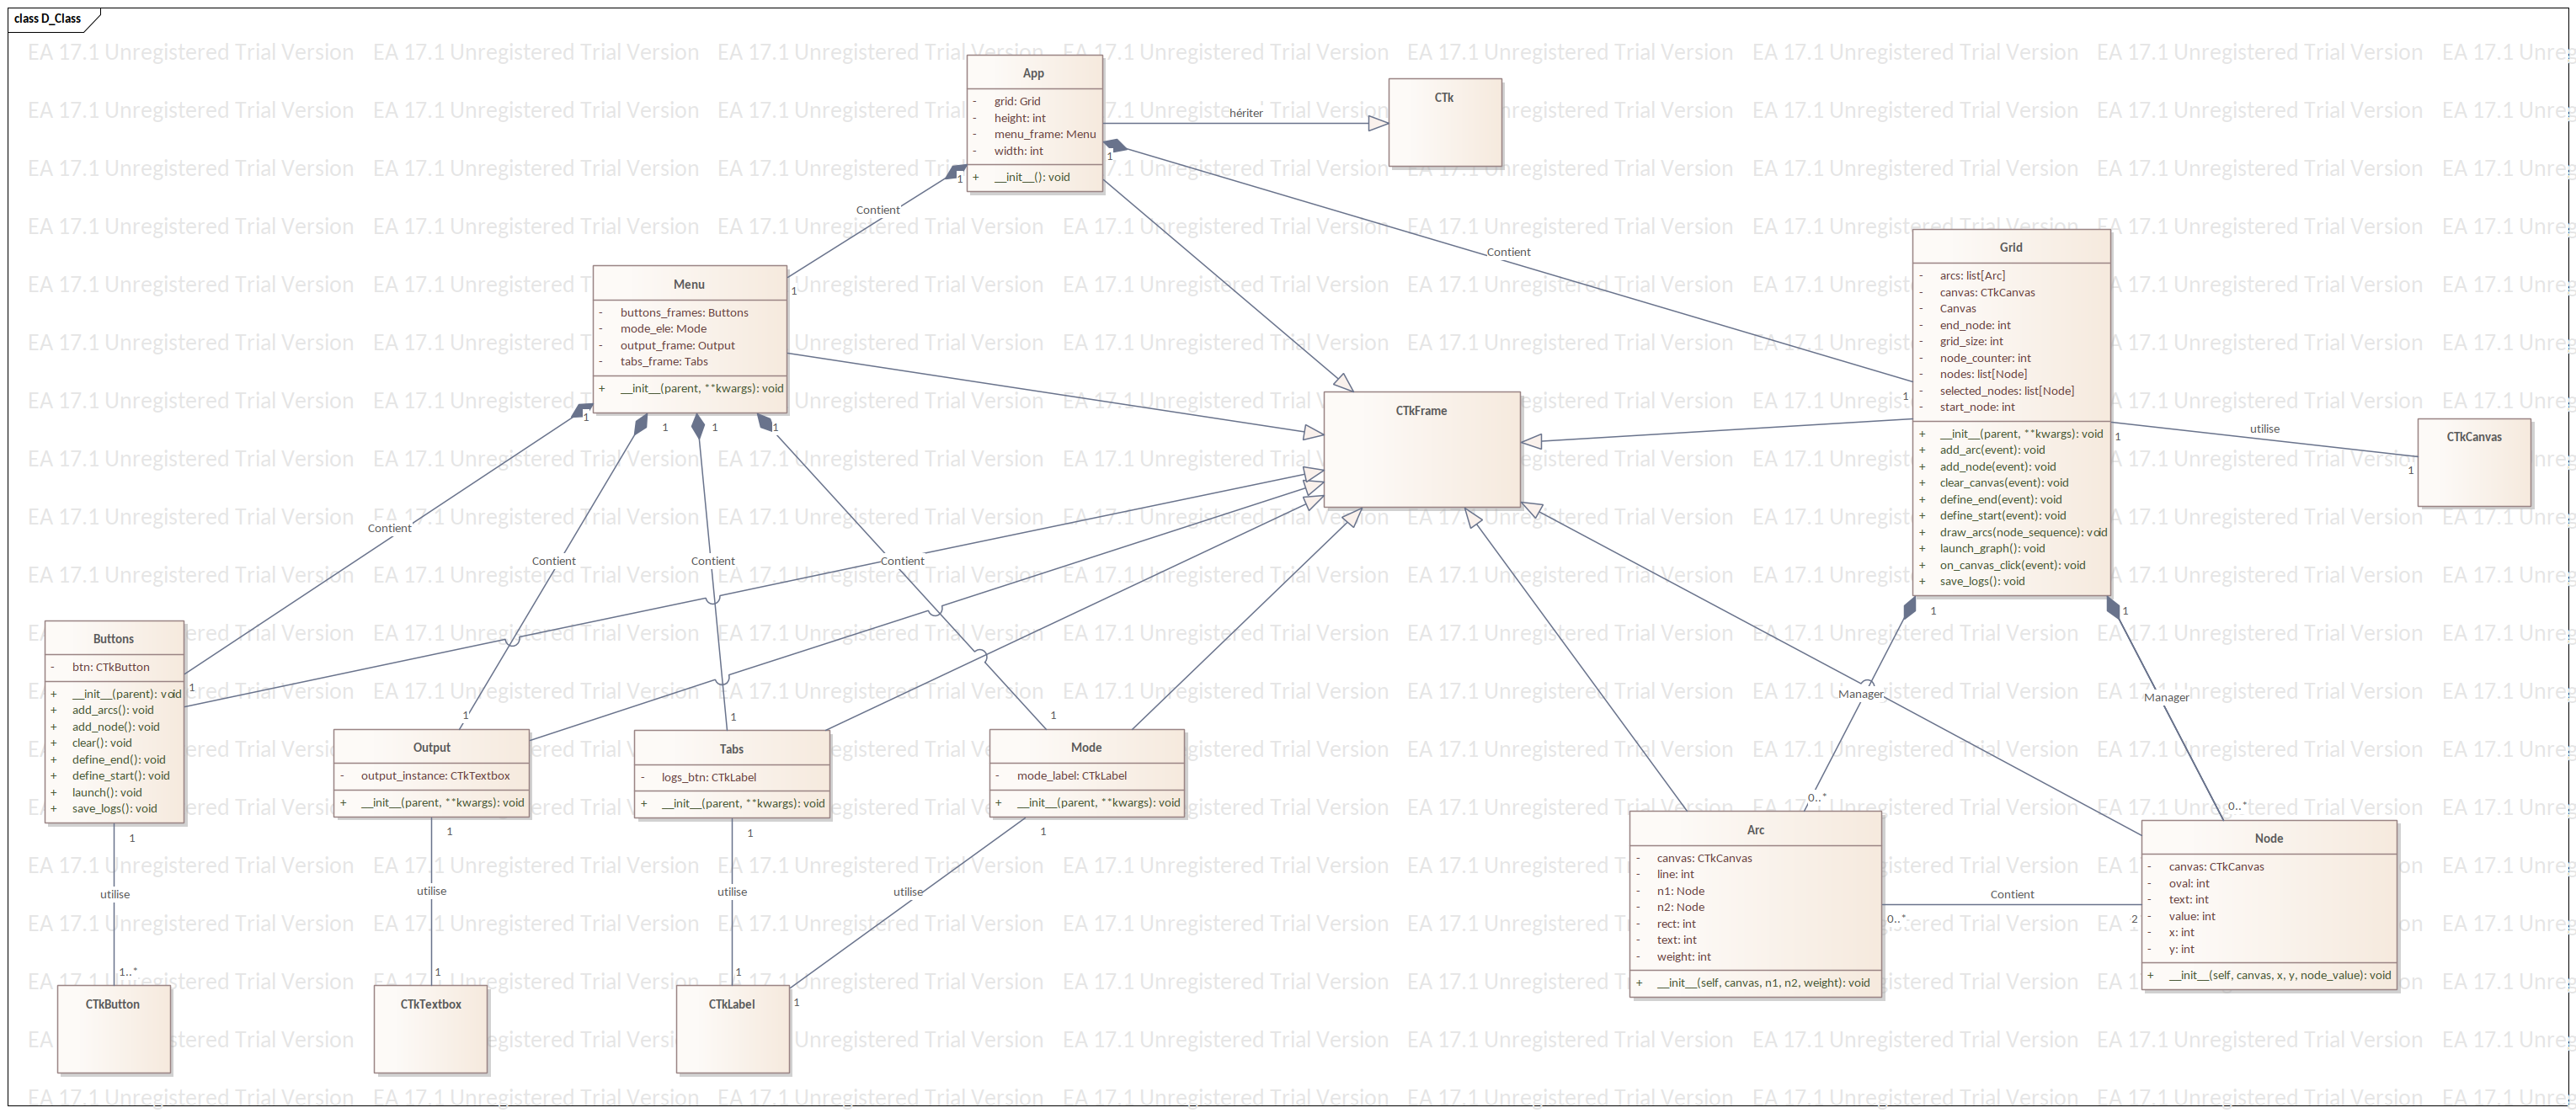 class D_Class
App
- grid: Grid
- height: int
- menu_frame: Menu
- width: int
+ __init__(): void
hériter
CTk
1
1
Contient
Contient
Menu
- buttons_frames: Buttons
- mode_ele: Mode
- output_frame: Output
- tabs_frame: Tabs
+ __init__(parent, **kwargs): void
1
1
1
1
1
Grid
- arcs: list[Arc]
- canvas: CTkCanvas
- Canvas
- end_node: int
- grid_size: int
- node_counter: int
- nodes: list[Node]
- selected_nodes: list[Node]
- start_node: int
+ __init__(parent, **kwargs): void
+ add_arc(event): void
+ add_node(event): void
+ clear_canvas(event): void
+ define_end(event): void
+ define_start(event): void
+ draw_arcs(node_sequence): void
+ launch_graph(): void
+ on_canvas_click(event): void
+ save_logs(): void
1
1
utilise
1
CTkCanvas
CTkFrame
Contient
Contient
Contient
Contient
1
1
Manager
Manager
0..*
0..*
Buttons
- btn: CTkButton
+ __init__(parent): void
+ add_arcs(): void
+ add_node(): void
+ clear(): void
+ define_end(): void
+ define_start(): void
+ launch(): void
+ save_logs(): void
1
1
Output
- output_instance: CTkTextbox
+ __init__(parent, **kwargs): void
1
1
Tabs
- logs_btn: CTkLabel
+ __init__(parent, **kwargs): void
1
1
Mode
- mode_label: CTkLabel
+ __init__(parent, **kwargs): void
1
1
Arc
- canvas: CTkCanvas
- line: int
- n1: Node
- n2: Node
- rect: int
- text: int
- weight: int
+ __init__(self, canvas, n1, n2, weight): void
Contient
0..*
2
Node
- canvas: CTkCanvas
- oval: int
- text: int
- value: int
- x: int
- y: int
+ __init__(self, canvas, x, y, node_value): void
utilise
utilise
utilise
utilise
1..*
1
1
1
CTkButton
CTkTextbox
CTkLabel
EA 17.1 Unregistered Trial Version